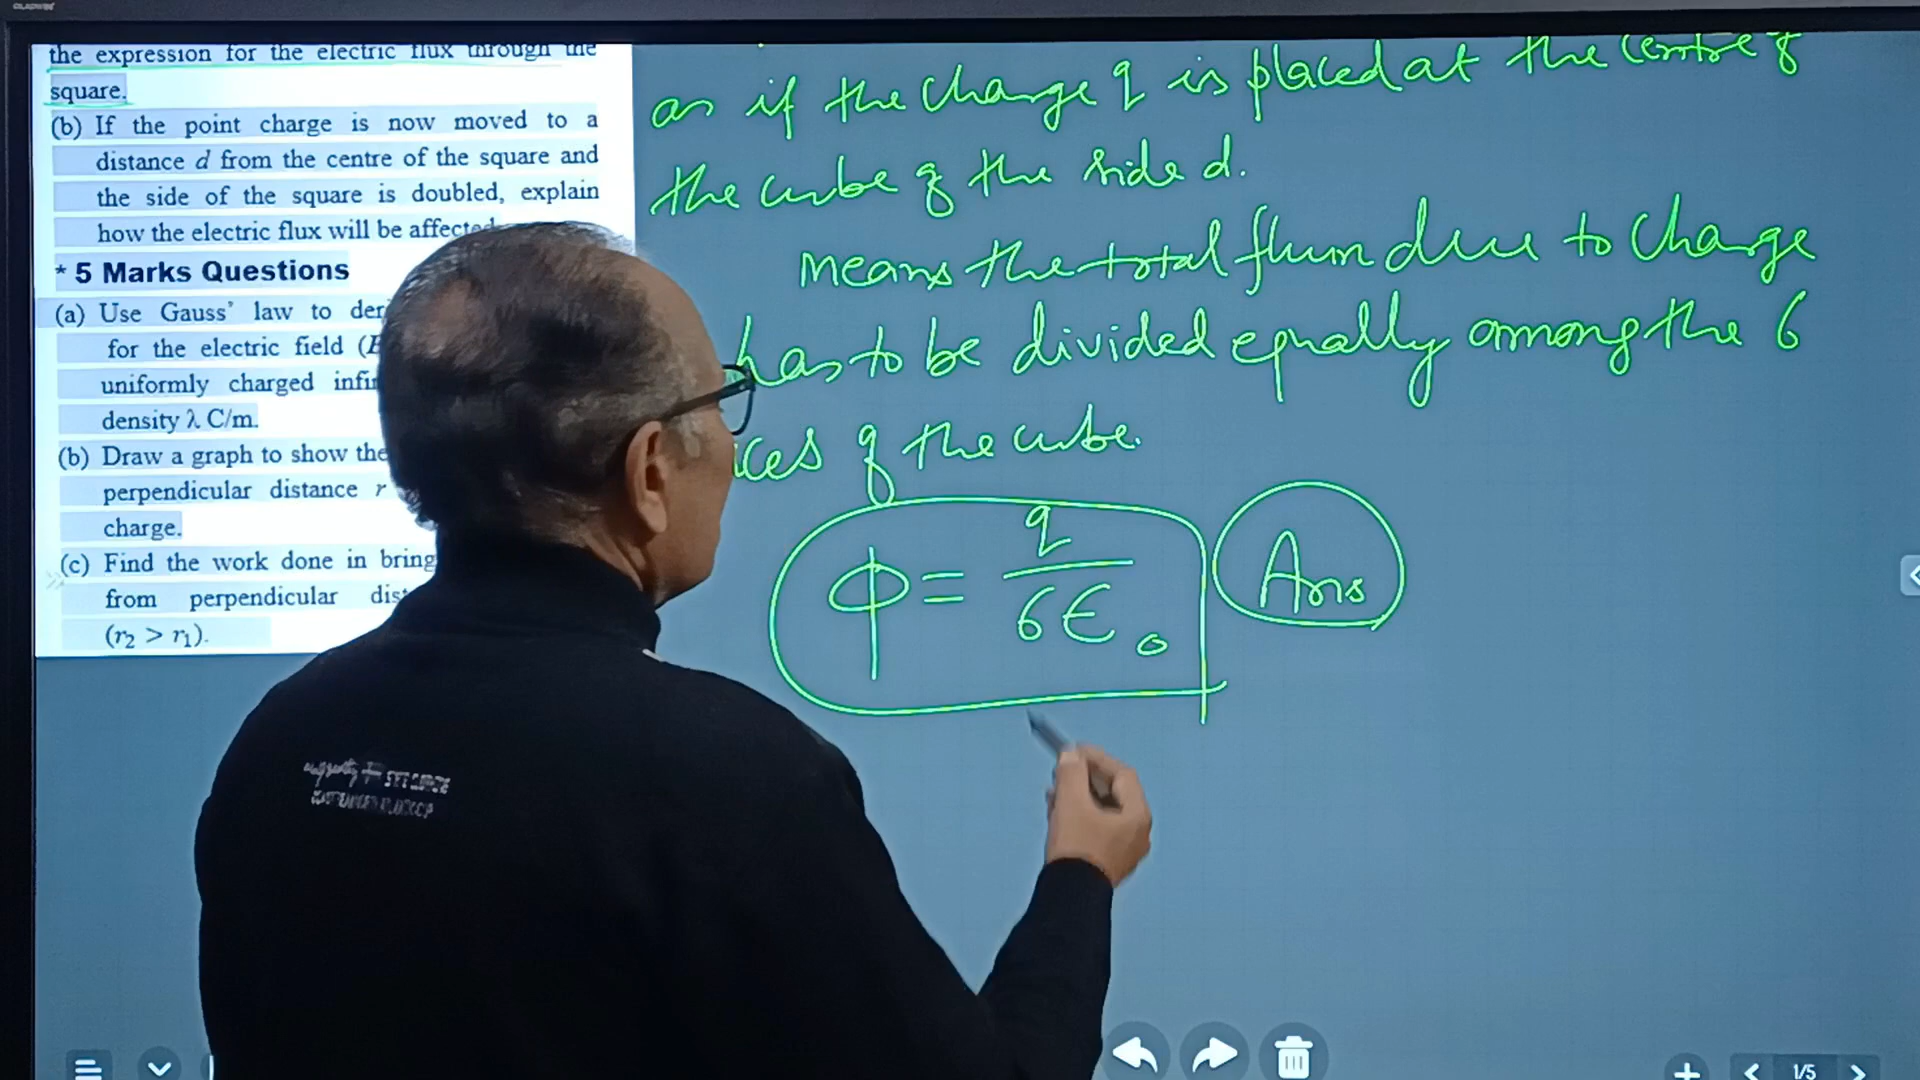 the expression for the electric flux through the
square.
(b) If the point charge is now moved to a
distance d from the centre of the square and
the side of the square is doubled, explain
how the electric flux will be affected
* 5 Marks Questions
(a) Use Gauss' law to der
for the electric field (E
uniformly charged infin
density λ C/m.
(b) Draw a graph to show the
perpendicular distance r
charge.
(c) Find the work done in bring
from perpendicular dist
(r₂ > r₁).
as if the charge q is placed at the centre of
the cube of the side d.
means the total flux due to charge
has to be divided equally among the 6
ces of the cube.
ϕ = q / 6ϵ₀
Ans
1/5